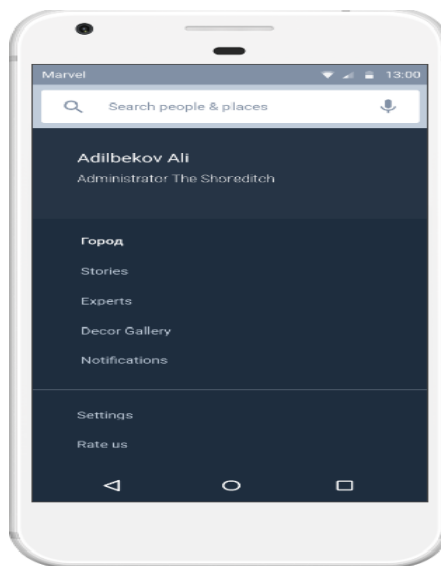 Marvel 13:00
Search people & places
Adilbekov Ali
Administrator The Shoreditch
Город
Stories
Experts
Decor Gallery
Notifications
Settings
Rate us